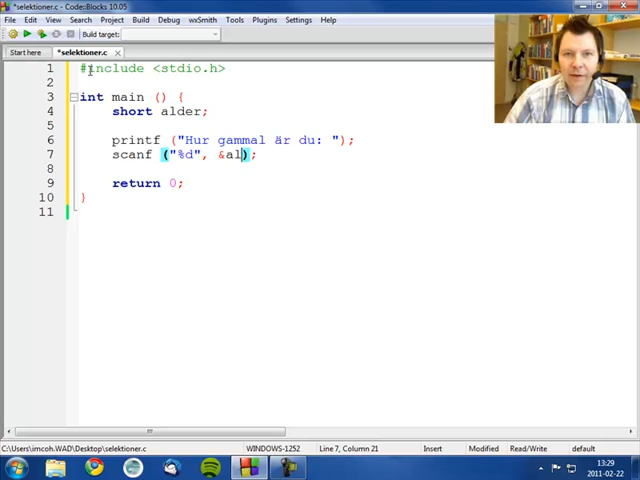 *selektioner.c - Code::Blocks 10.05
File Edit View Search Project Build Debug wxSmith Tools Plugins Settings Help
Build target:
Start here *selektioner.c
1 #include <stdio.h>
2
3 int main () {
4 short alder;
5
6 printf ("Hur gammal är du: ");
7 scanf ("%d", &al);
8
9 return 0;
10 }
11
C:\Users\imcoh.WAD\Desktop\selektioner.c WINDOWS-1252 Line 7, Column 21 Insert Modified Read/Write default
13:29
2011-02-22